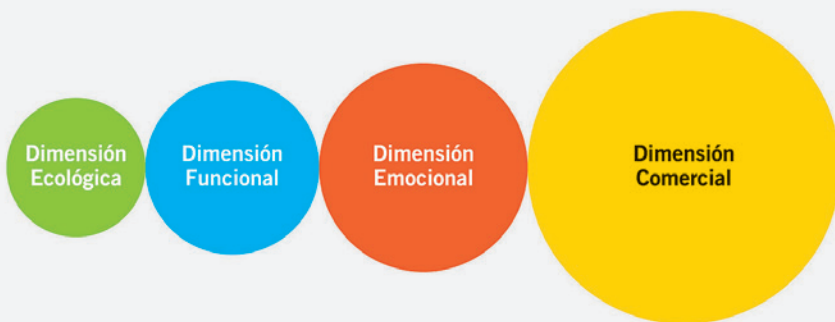 Dimensión
Ecológica
Dimensión
Funcional
Dimensión
Emocional
Dimensión
Comercial